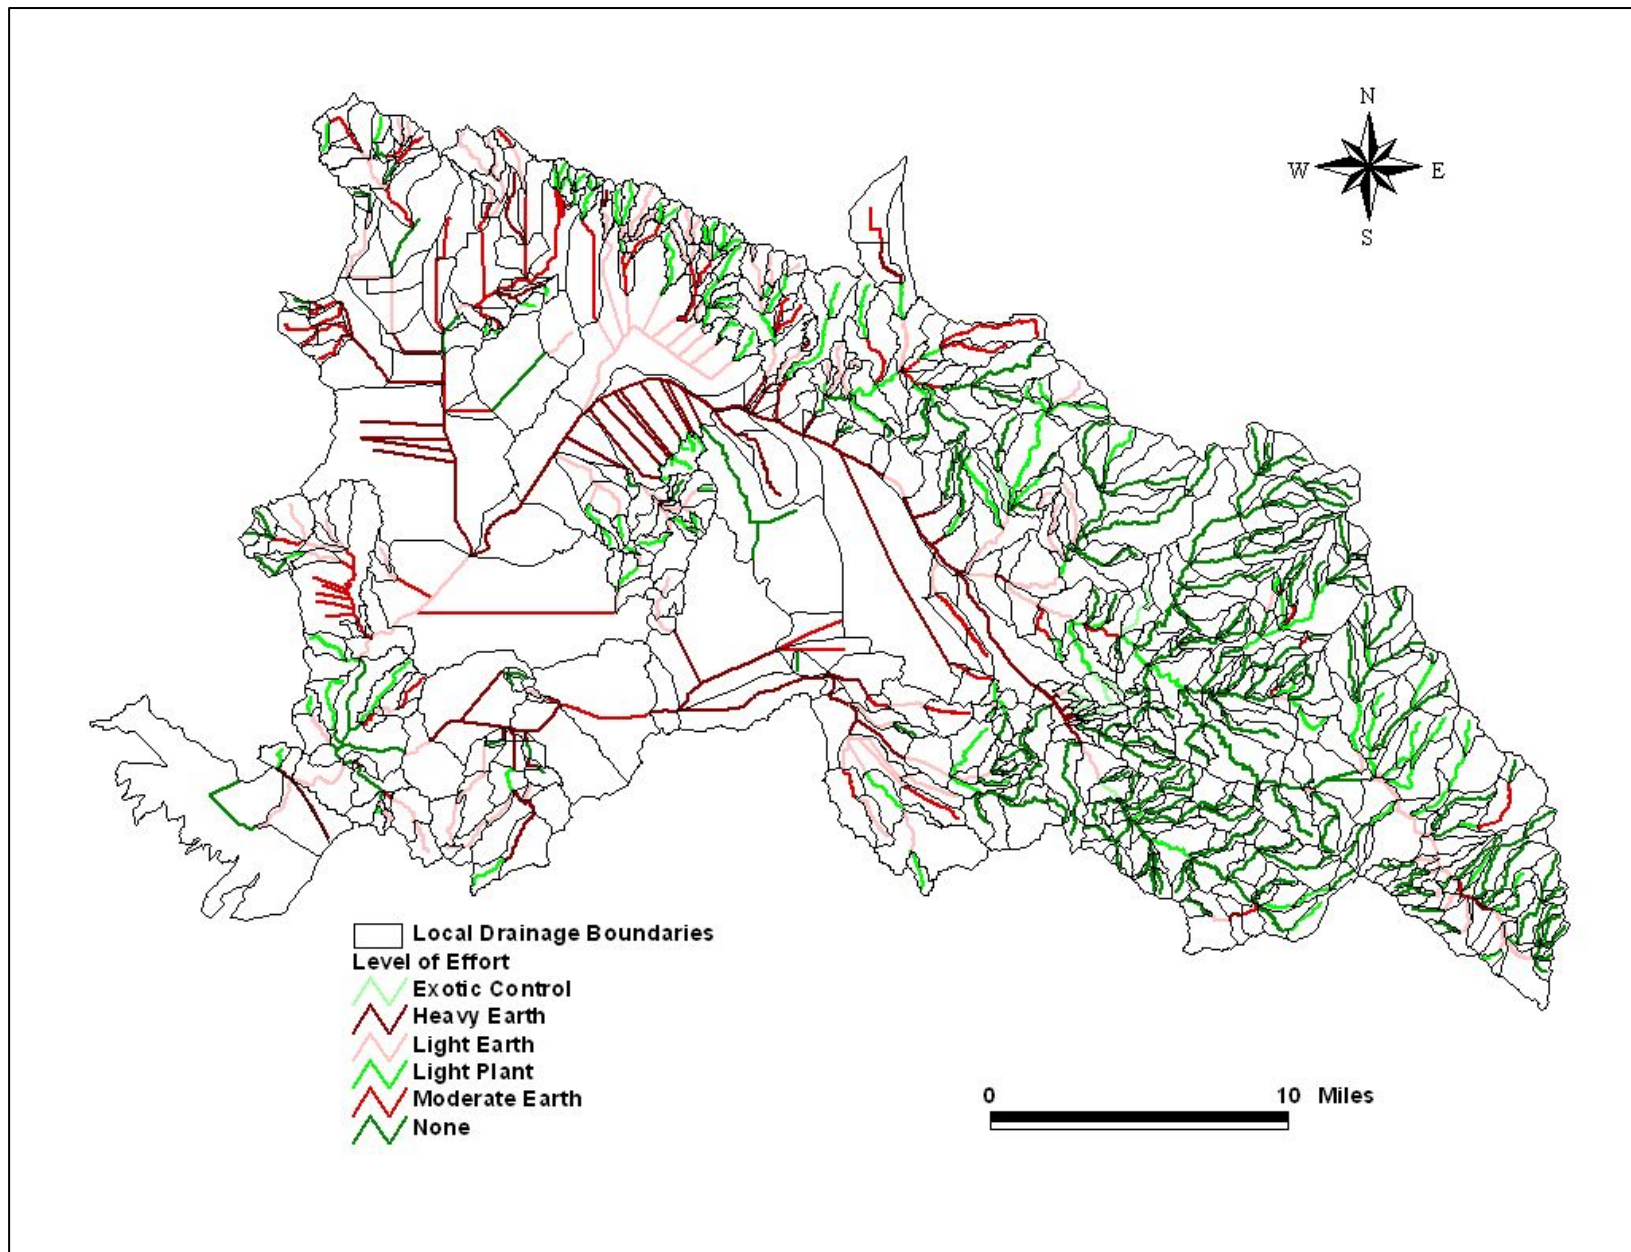 N
W E
S
Local Drainage Boundaries
Level of Effort
Exotic Control
Heavy Earth
Light Earth
Light Plant
Moderate Earth
None
0 10 Miles